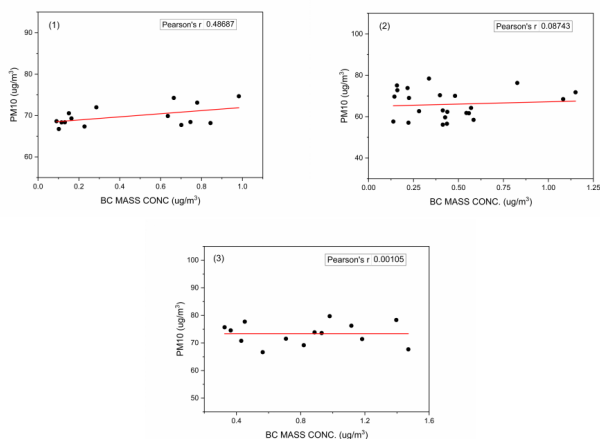 (1)
Pearson's r 0.48687
PM10 (ug/m³)
90
80
70
60
0.0 0.2 0.4 0.6 0.8 1.0
BC MASS CONC (ug/m³)
(2)
Pearson's r 0.08743
PM10 (ug/m³)
100
80
60
40
0.00 0.25 0.50 0.75 1.00 1.25
BC MASS CONC. (ug/m³)
(3)
Pearson's r 0.00105
PM10 (ug/m³)
100
90
80
70
60
50
0.4 0.8 1.2 1.6
BC MASS CONC. (ug/m³)